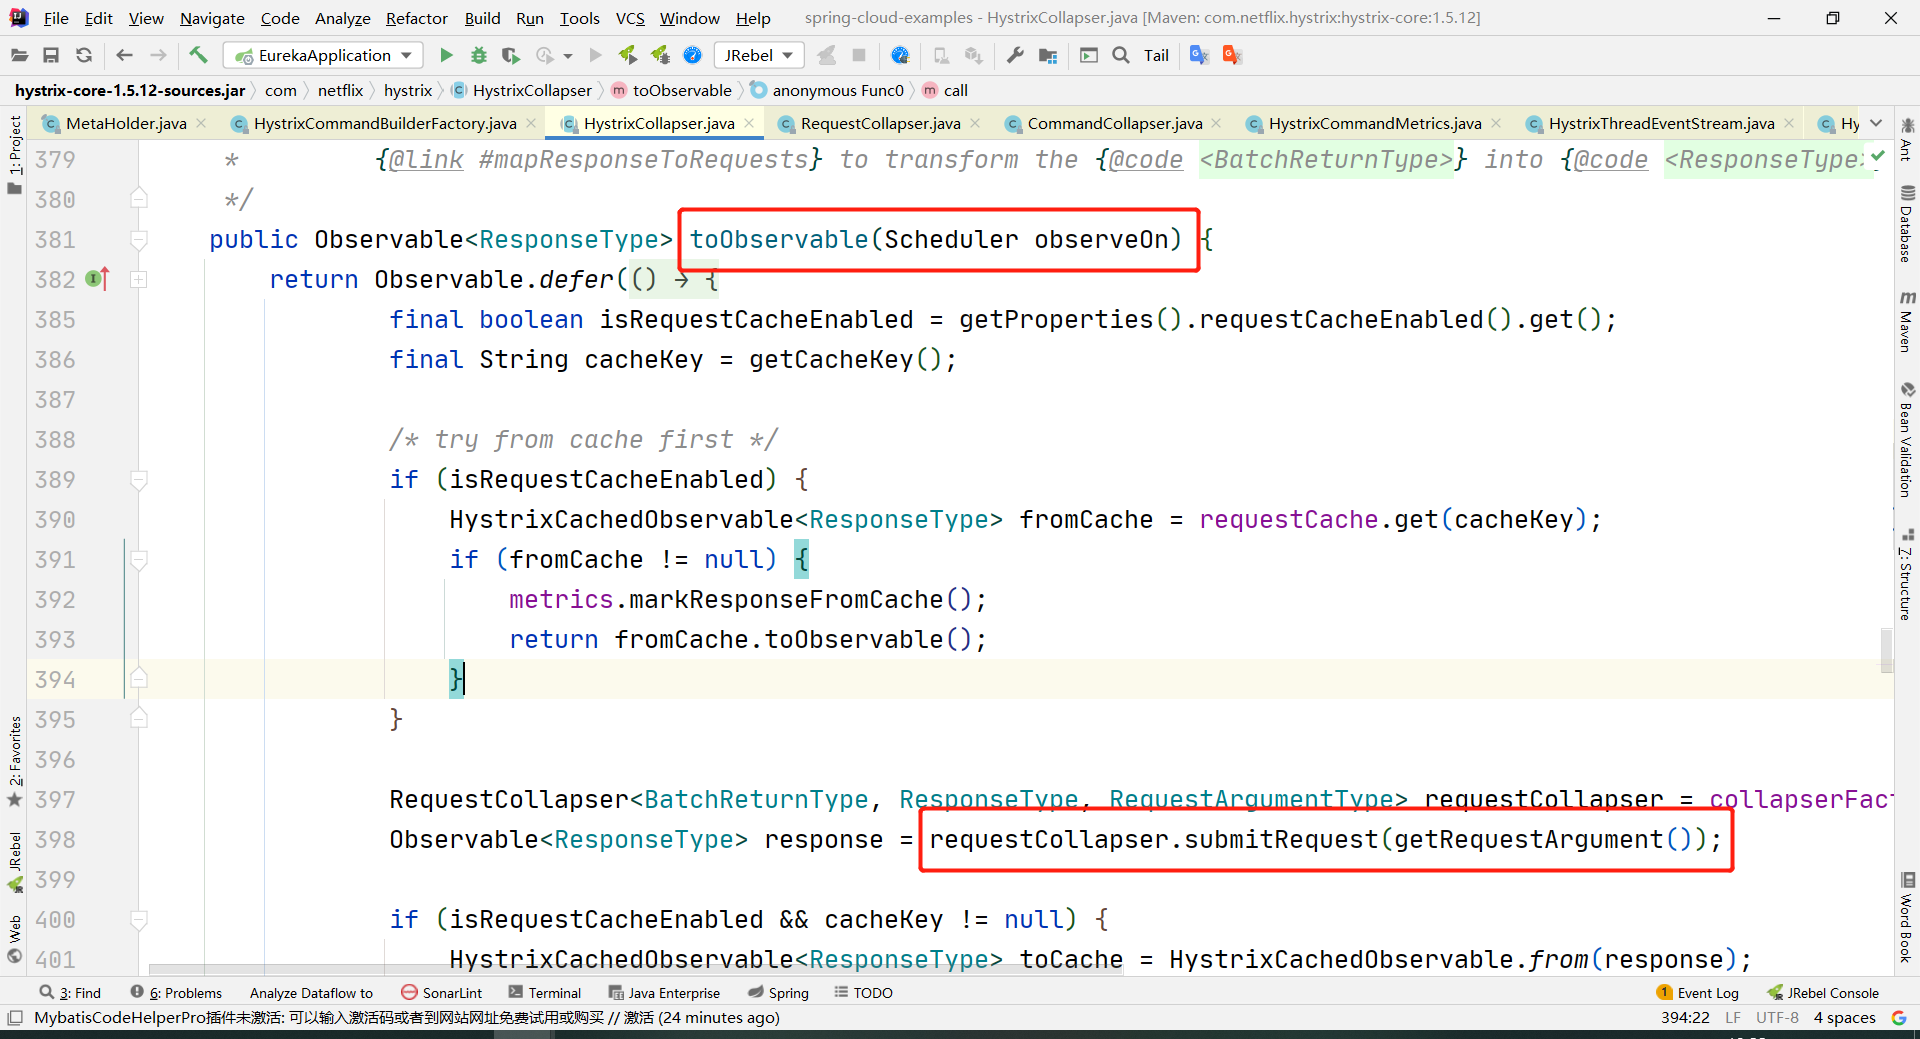 File Edit View Navigate Code Analyze Refactor Build Run Tools VCS Window Help spring-cloud-examples - HystrixCollapser.java [Maven: com.netflix.hystrix:hystrix-core:1.5.12]
EurekaApplication JRebel Tail
hystrix-core-1.5.12-sources.jar com netflix hystrix HystrixCollapser toObservable anonymous Func0 call
MetaHolder.java HystrixCommandBuilderFactory.java HystrixCollapser.java RequestCollapser.java CommandCollapser.java HystrixCommandMetrics.java HystrixThreadEventStream.java Hy
379 * {@link #mapResponseToRequests} to transform the {@code <BatchReturnType>} into {@code <ResponseType>
380 */
381 public Observable<ResponseType> toObservable(Scheduler observeOn) {
382 return Observable.defer(() → {
385 final boolean isRequestCacheEnabled = getProperties().requestCacheEnabled().get();
386 final String cacheKey = getCacheKey();
387
388 /* try from cache first */
389 if (isRequestCacheEnabled) {
390 HystrixCachedObservable<ResponseType> fromCache = requestCache.get(cacheKey);
391 if (fromCache != null) {
392 metrics.markResponseFromCache();
393 return fromCache.toObservable();
394 }
395 }
396
397 RequestCollapser<BatchReturnType, ResponseType, RequestArgumentType> requestCollapser = collapserFac
398 Observable<ResponseType> response = requestCollapser.submitRequest(getRequestArgument());
399
400 if (isRequestCacheEnabled && cacheKey != null) {
401 HystrixCachedObservable<ResponseType> toCache = HystrixCachedObservable.from(response);
1: Project
2: Favorites
JRebel
Web
Ant
Database
Maven
Bean Validation
7: Structure
Word Book
3: Find 6: Problems Analyze Dataflow to SonarLint Terminal Java Enterprise Spring TODO 1 Event Log JRebel Console
MybatisCodeHelperPro插件未激活: 可以输入激活码或者到网站网址免费试用或购买 // 激活 (24 minutes ago) 394:22 LF UTF-8 4 spaces